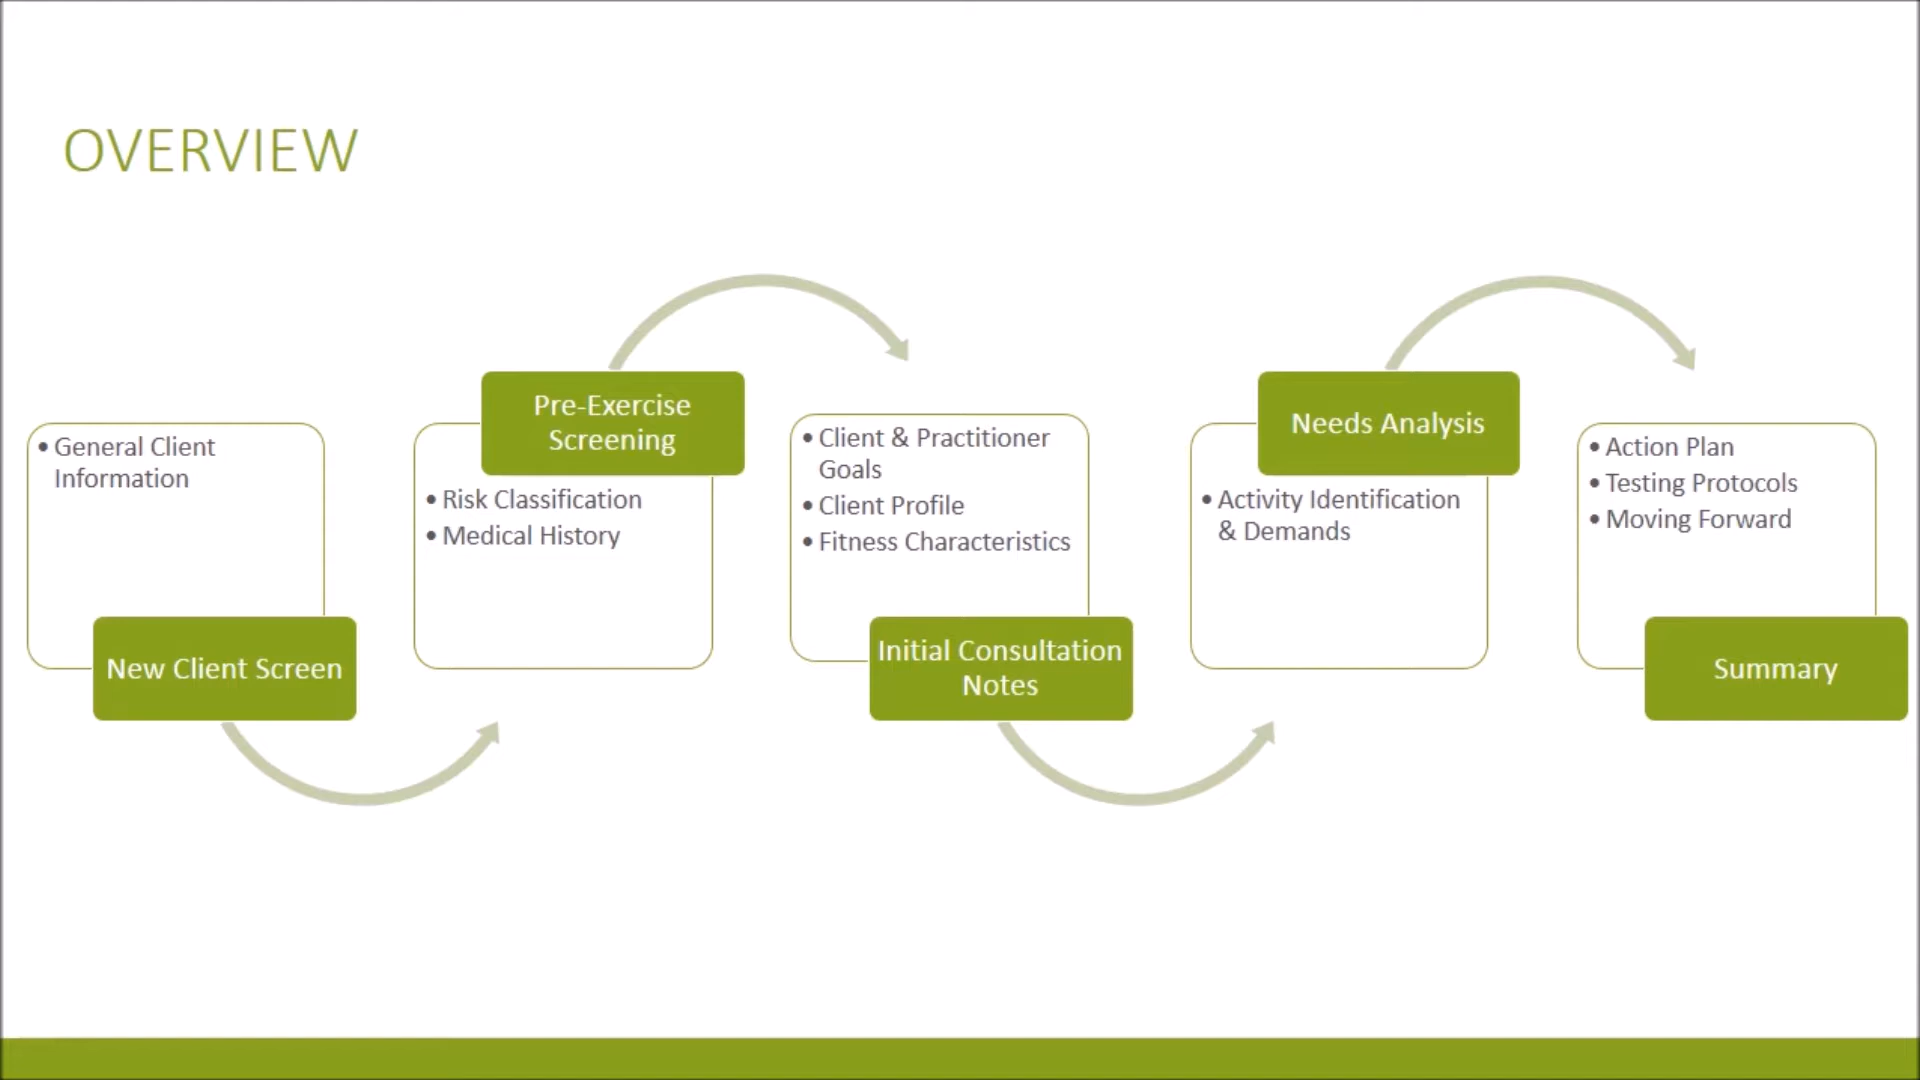 OVERVIEW
• General Client
Information
New Client Screen
Pre-Exercise
Screening
• Risk Classification
• Medical History
• Client & Practitioner
Goals
• Client Profile
• Fitness Characteristics
Initial Consultation
Notes
Needs Analysis
• Activity Identification
& Demands
• Action Plan
• Testing Protocols
• Moving Forward
Summary